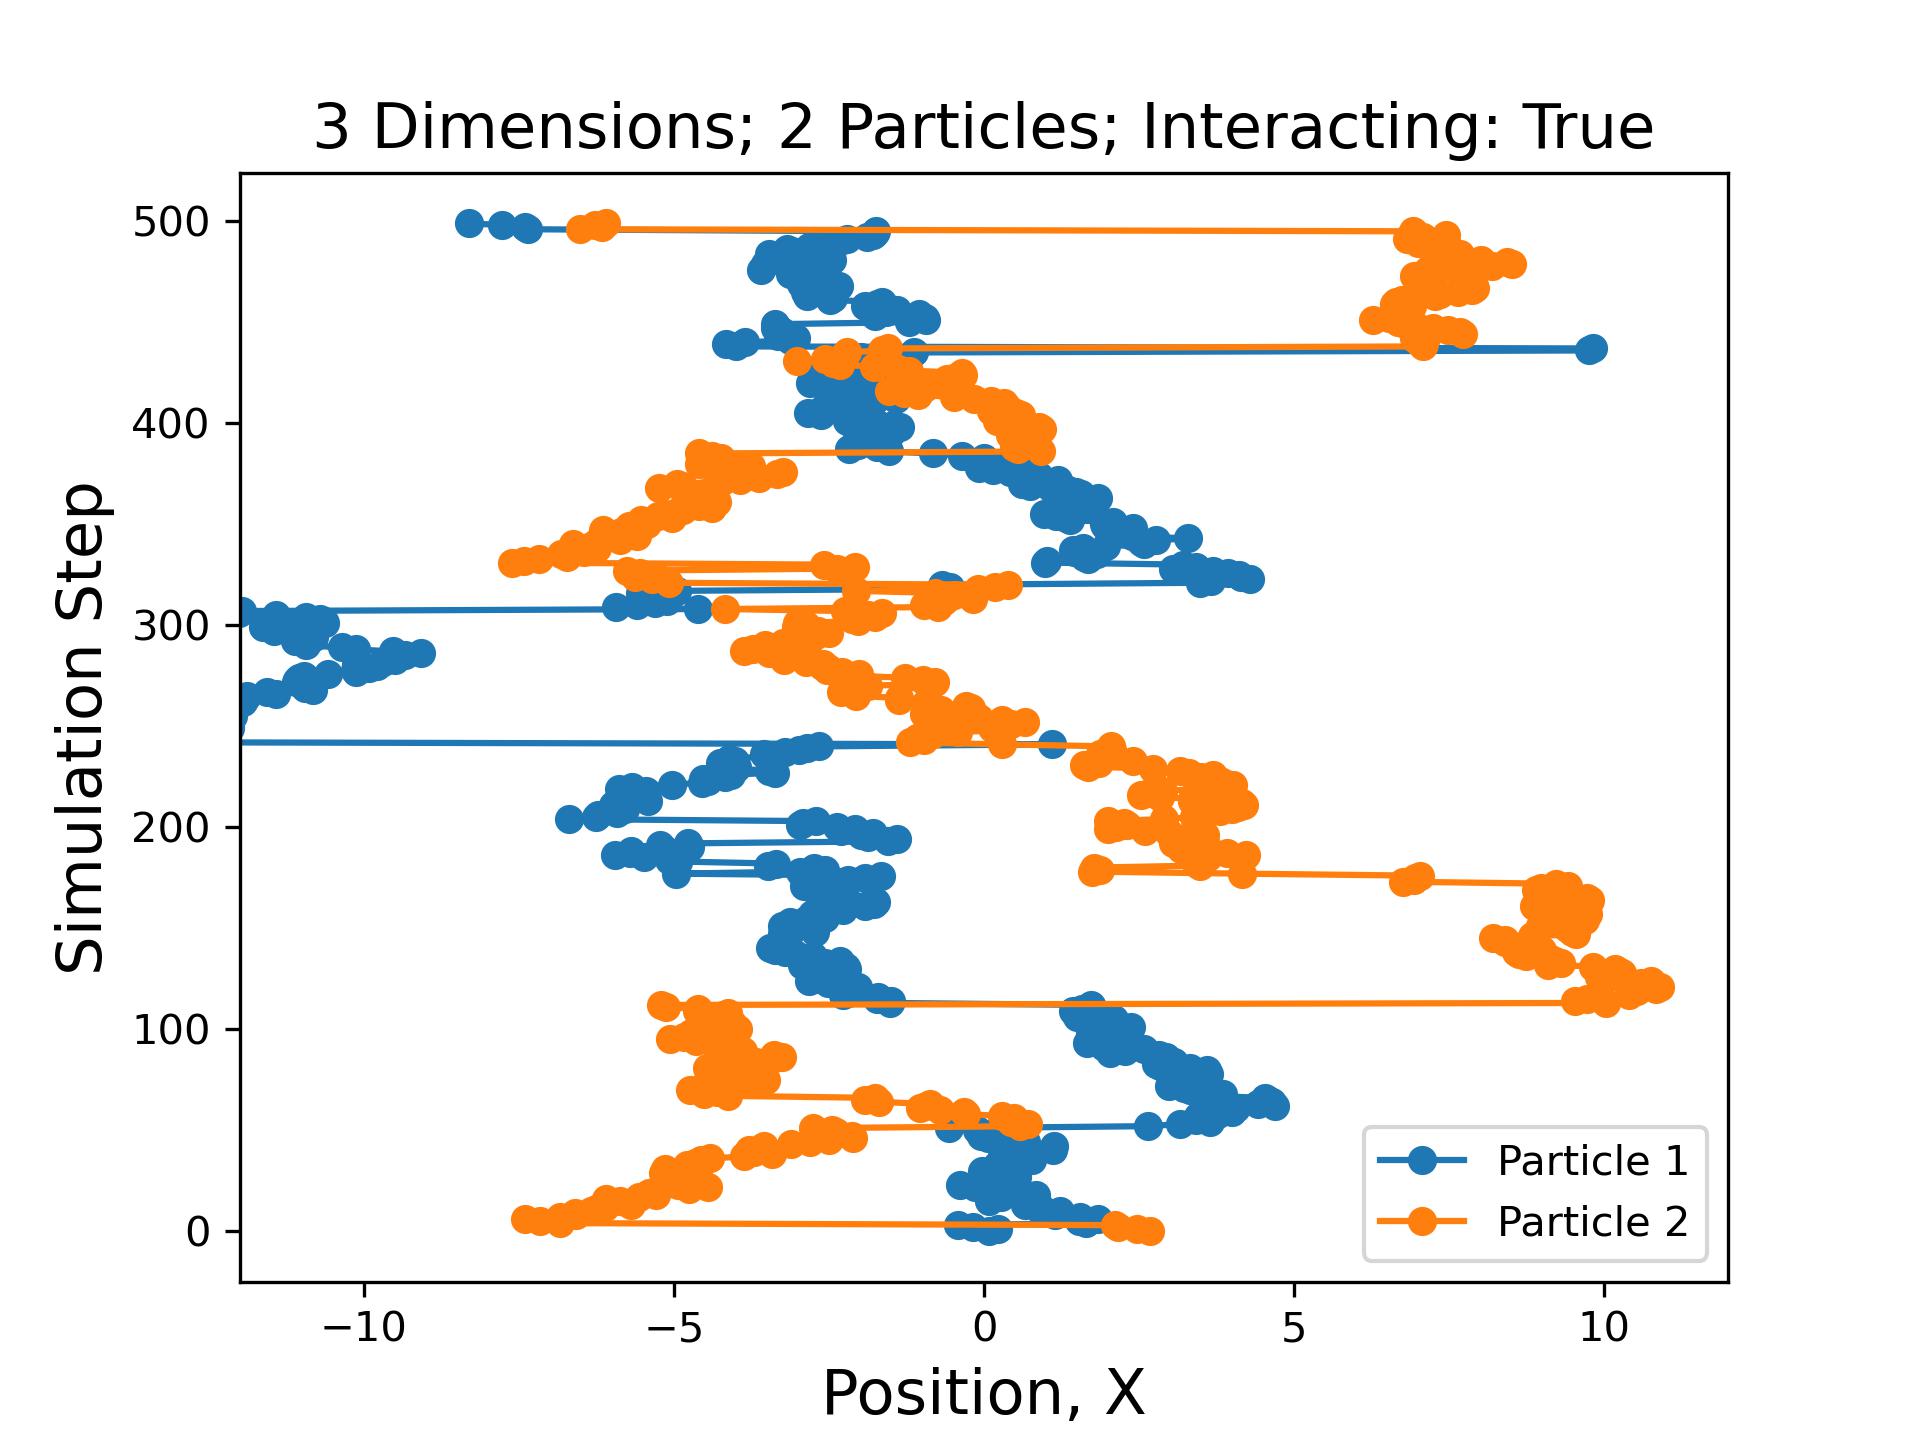 3 Dimensions; 2 Particles; Interacting: True
Simulation Step
500
400
300
200
100
0
−10
−5
0
5
10
Position, X
Particle 1
Particle 2